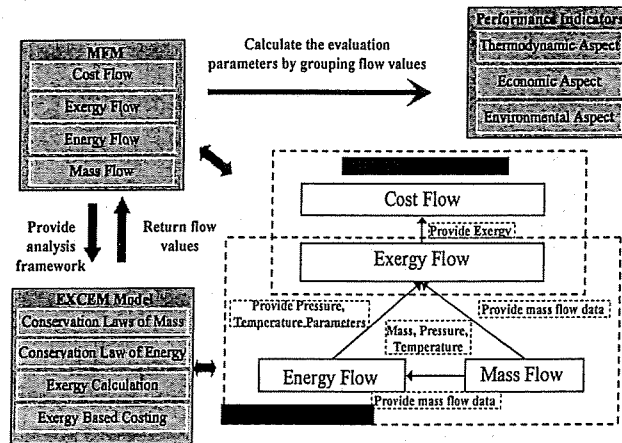 MFM
Cost Flow
Exergy Flow
Energy Flow
Mass Flow
Calculate the evaluation
parameters by grouping flow values
Performance Indicators
Thermodynamic Aspect
Economic Aspect
Environmental Aspect
Provide
analysis
framework
Return flow
values
EXCEM Model
Conservation Laws of Mass
Conservation Law of Energy
Exergy Calculation
Exergy Based Costing
Cost Flow
Provide Exergy
Exergy Flow
Provide Pressure,
Temperature,Parameters
Provide mass flow data
Mass, Pressure,
Temperature
Energy Flow
Mass Flow
Provide mass flow data